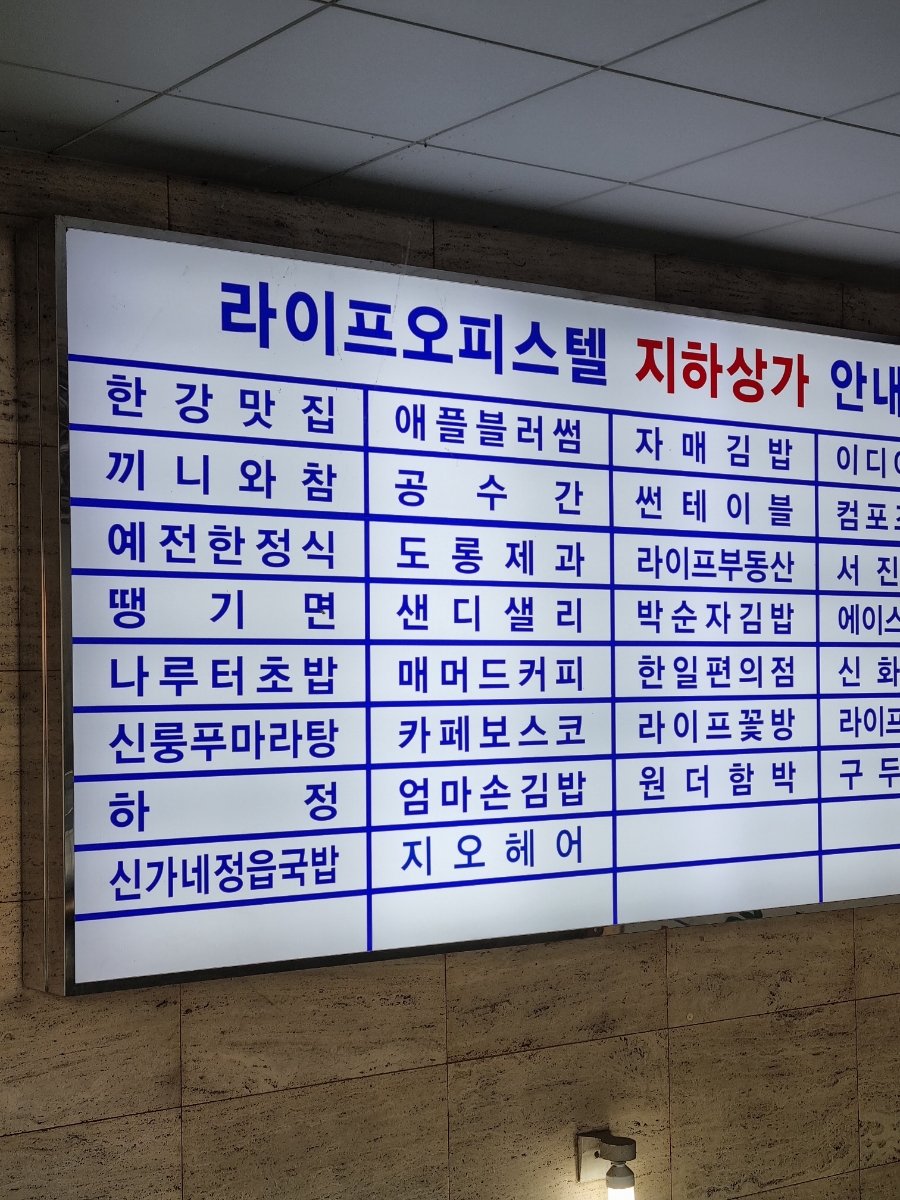 라이프오피스텔 지하상가 안내
한강맛집 애플블러썸 자매김밥 이디
끼니와참 공수간 썬테이블 컴포
예전한정식 도롱제과 라이프부동산 서진
땡기면 샌디샐리 박순자김밥 에이스
나루터초밥 매머드커피 한일편의점 신화
신룽푸마라탕 카페보스코 라이프꽃방 라이프
하정 엄마손김밥 원더함박 구두
신가네정읍국밥 지오헤어